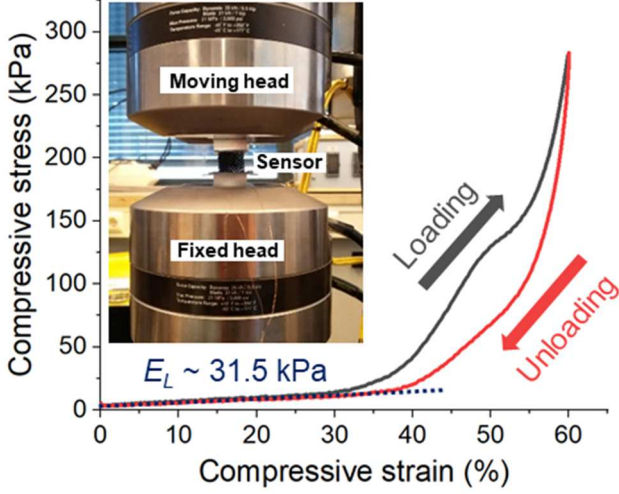 Compressive stress (kPa)
300
250
200
150
100
50
0
Moving head
Sensor
Fixed head
Loading
Unloading
E_L ~ 31.5 kPa
0 10 20 30 40 50 60
Compressive strain (%)